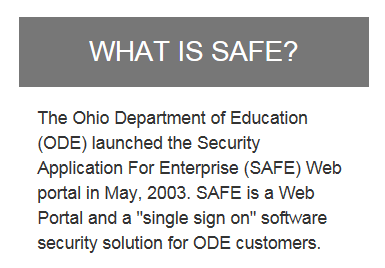 WHAT IS SAFE?
The Ohio Department of Education
(ODE) launched the Security
Application For Enterprise (SAFE) Web
portal in May, 2003. SAFE is a Web
Portal and a "single sign on" software
security solution for ODE customers.